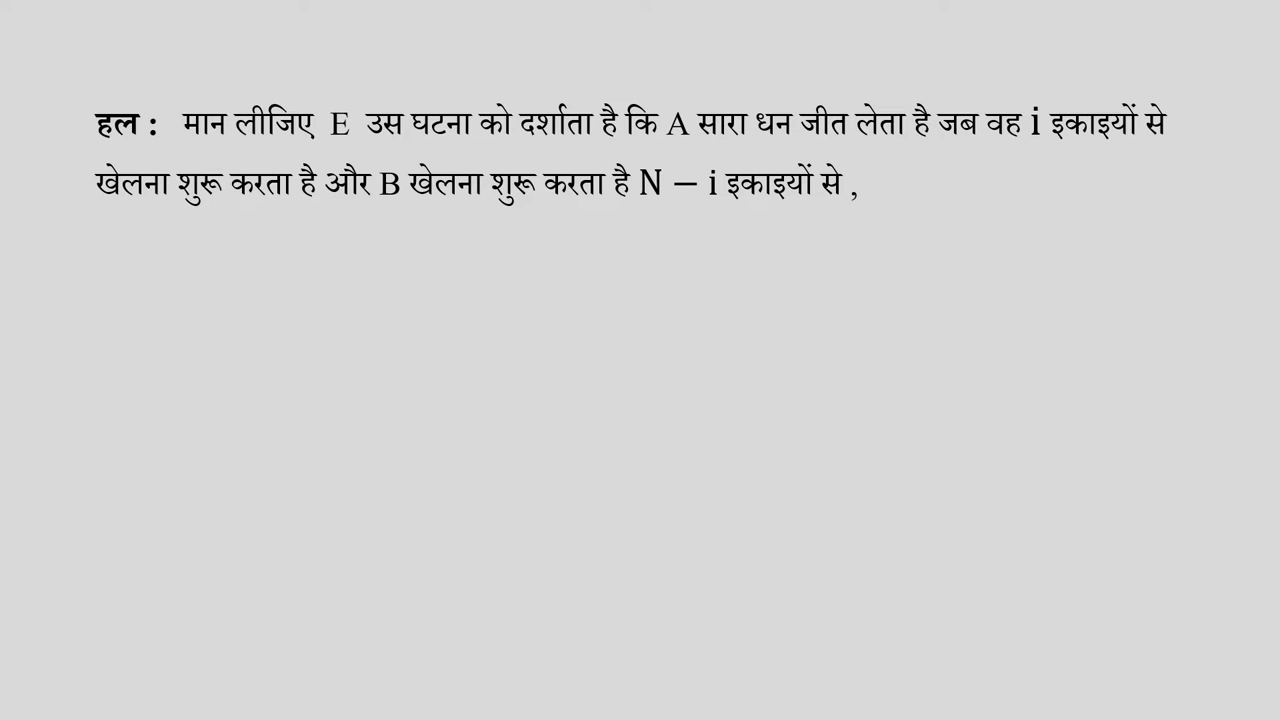 हल : मान लीजिए E उस घटना को दर्शाता है कि A सारा धन जीत लेता है जब वह i इकाइयों से
खेलना शुरू करता है और B खेलना शुरू करता है N − i इकाइयों से ,